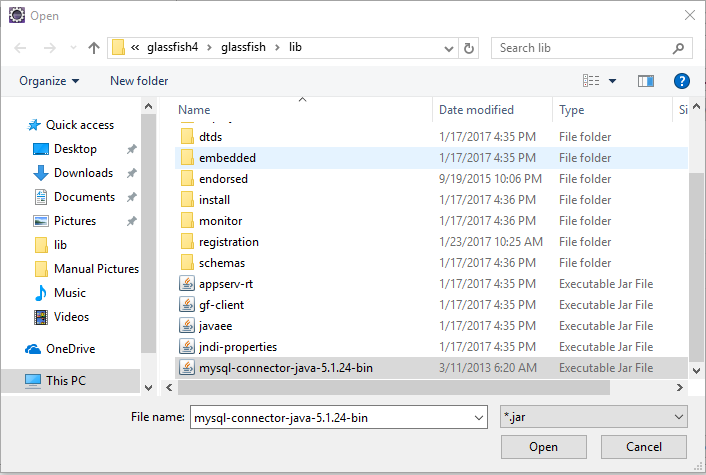 Open
« glassfish4 > glassfish > lib
Search lib
Organize
New folder
Name Date modified Type Si
Quick access
Desktop
Downloads
Documents
Pictures
lib
Manual Pictures
Music
Videos
OneDrive
This PC
dtds 1/17/2017 4:35 PM File folder
embedded 1/17/2017 4:35 PM File folder
endorsed 9/19/2015 10:06 PM File folder
install 1/17/2017 4:36 PM File folder
monitor 1/17/2017 4:36 PM File folder
registration 1/23/2017 10:25 AM File folder
schemas 1/17/2017 4:36 PM File folder
appserv-rt 1/17/2017 4:35 PM Executable Jar File
gf-client 1/17/2017 4:35 PM Executable Jar File
javaee 1/17/2017 4:35 PM Executable Jar File
jndi-properties 1/17/2017 4:35 PM Executable Jar File
mysql-connector-java-5.1.24-bin 3/11/2013 6:20 AM Executable Jar File
File name: mysql-connector-java-5.1.24-bin *.jar
Open Cancel